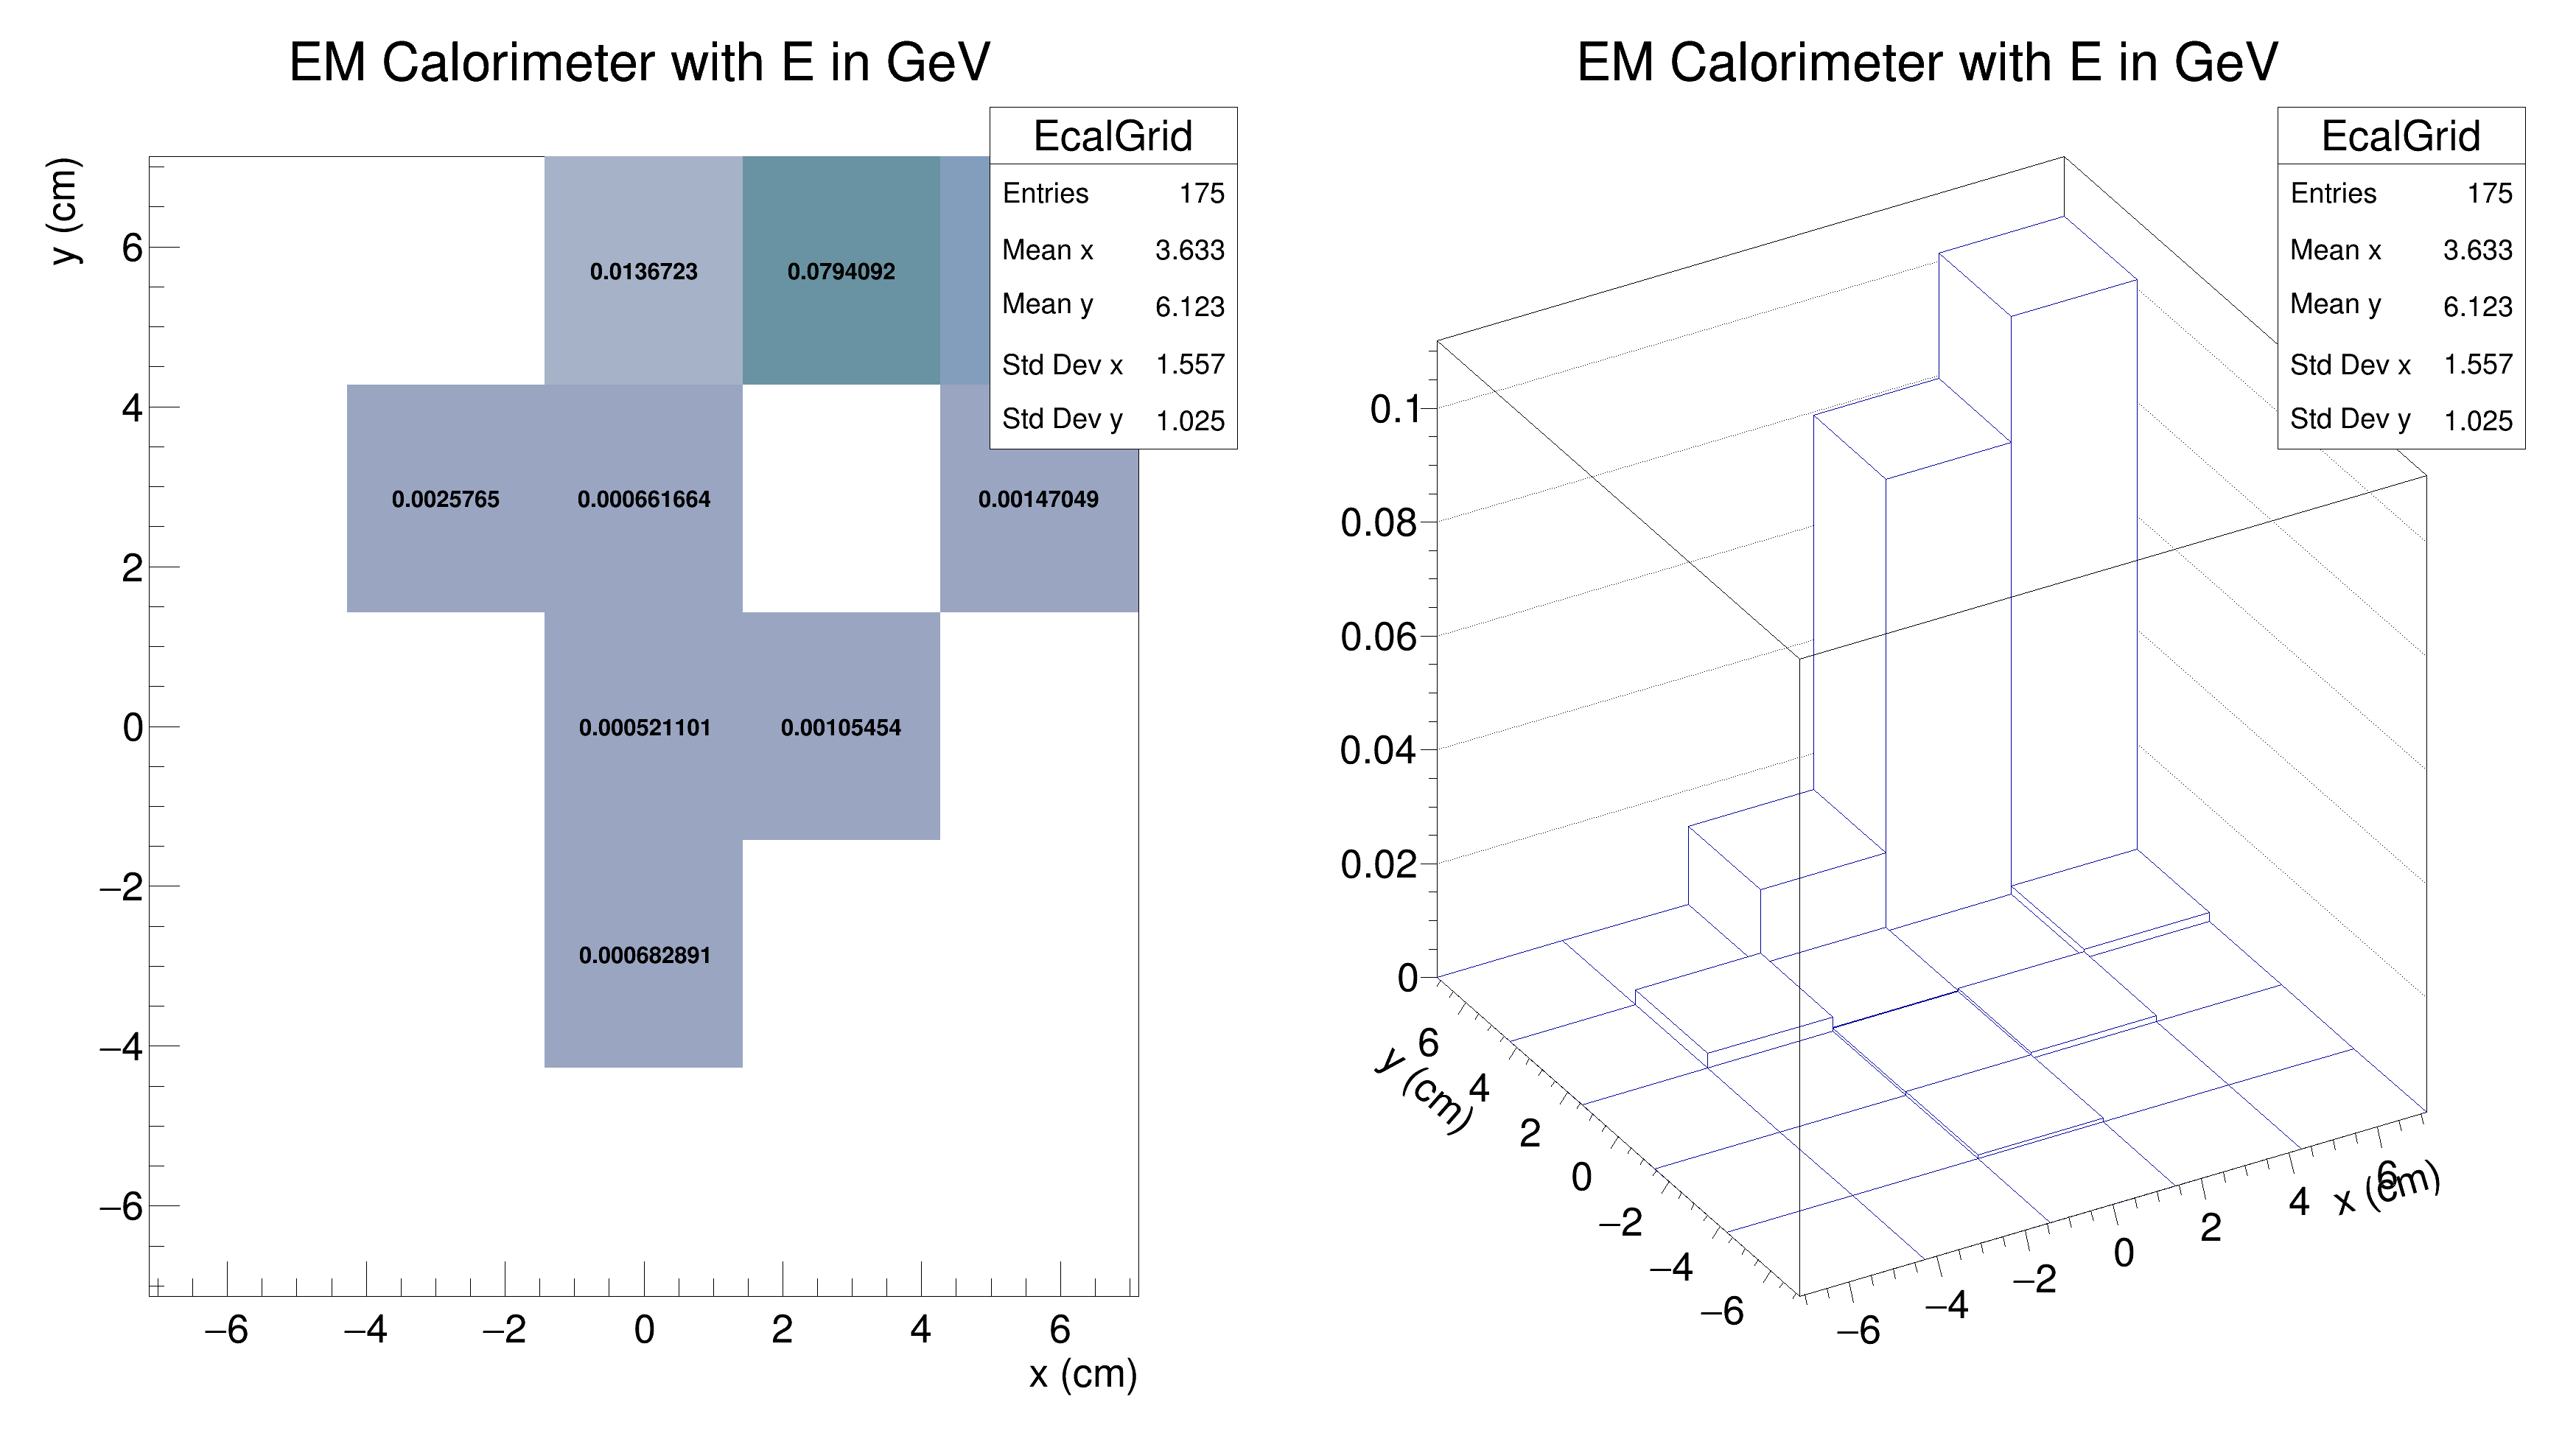 EM Calorimeter with E in GeV
EcalGrid
Entries 175
Mean x 3.633
Mean y 6.123
Std Dev x 1.557
Std Dev y 1.025
y (cm)
6
4
2
0
−2
−4
−6
0.0136723 0.0794092
0.0025765 0.000661664 0.00147049
0.000521101 0.00105454
0.000682891
−6 −4 −2 0 2 4 6
x (cm)
EM Calorimeter with E in GeV
EcalGrid
Entries 175
Mean x 3.633
Mean y 6.123
Std Dev x 1.557
Std Dev y 1.025
0.1
0.08
0.06
0.04
0.02
0
6
4
2
0
−2
−4
−6
y (cm)
−6
−4
−2
0
2
4
6
x (cm)